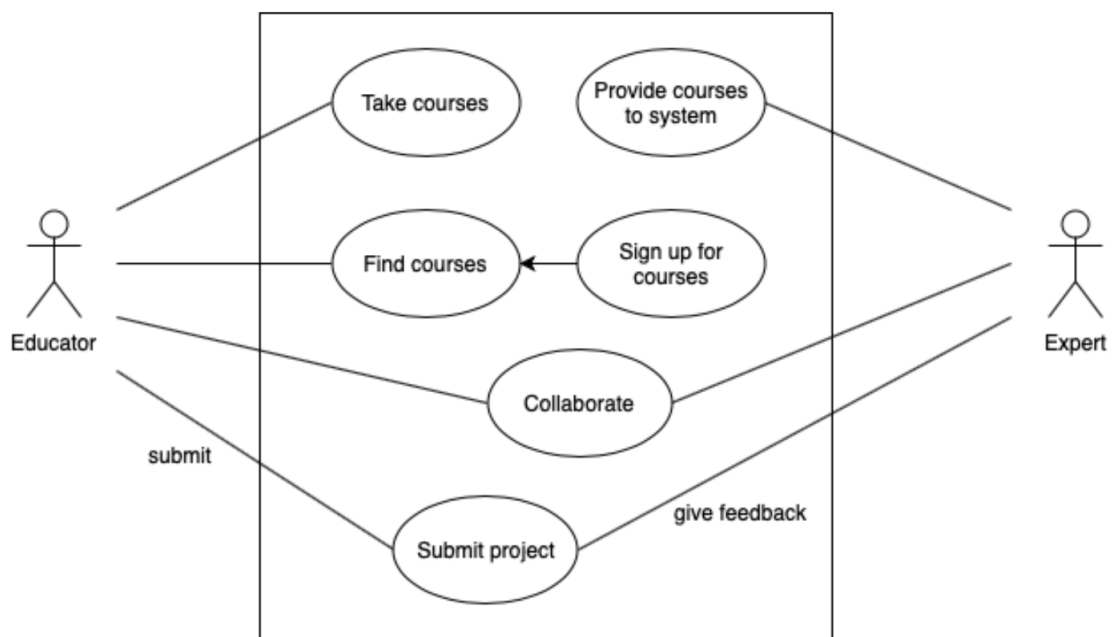 Take courses
Provide courses
to system
Find courses
Sign up for
courses
Educator
Expert
Collaborate
submit
give feedback
Submit project